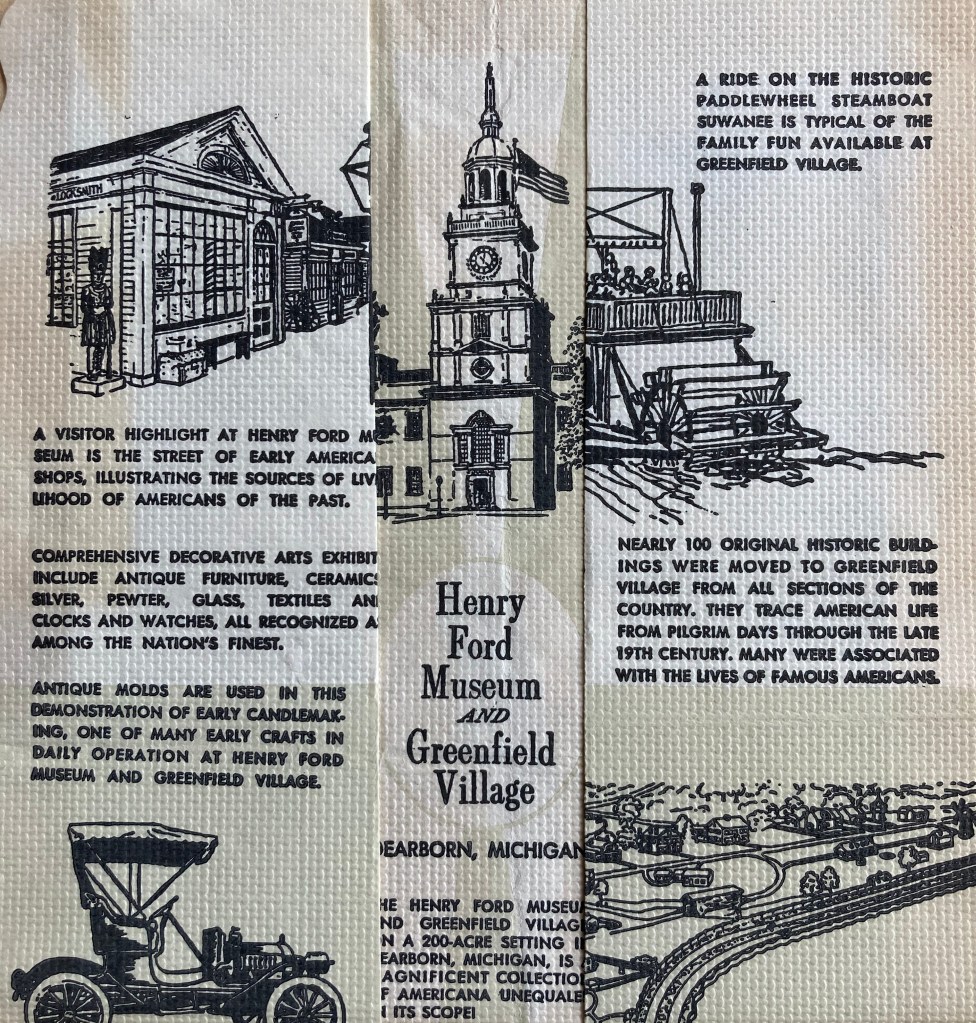 LOCKSMITH
A VISITOR HIGHLIGHT AT HENRY FORD MU
SEUM IS THE STREET OF EARLY AMERICA
SHOPS, ILLUSTRATING THE SOURCES OF LIVE
LIHOOD OF AMERICANS OF THE PAST.
COMPREHENSIVE DECORATIVE ARTS EXHIBIT
INCLUDE ANTIQUE FURNITURE, CERAMICS
SILVER, PEWTER, GLASS, TEXTILES AN
CLOCKS AND WATCHES, ALL RECOGNIZED A
AMONG THE NATION'S FINEST.
ANTIQUE MOLDS ARE USED IN THIS
DEMONSTRATION OF EARLY CANDLEMAK-
ING, ONE OF MANY EARLY CRAFTS IN
DAILY OPERATION AT HENRY FORD
MUSEUM AND GREENFIELD VILLAGE.
Henry
Ford
Museum
AND
Greenfield
Village
DEARBORN, MICHIGAN
HE HENRY FORD MUSEU
ND GREENFIELD VILLAG
N A 200-ACRE SETTING I
EARBORN, MICHIGAN, IS
AGNIFICENT COLLECTIO
F AMERICANA UNEQUALE
ITS SCOPE!
A RIDE ON THE HISTORIC
PADDLEWHEEL STEAMBOAT
SUWANEE IS TYPICAL OF THE
FAMILY FUN AVAILABLE AT
GREENFIELD VILLAGE.
NEARLY 100 ORIGINAL HISTORIC BUILD-
INGS WERE MOVED TO GREENFIELD
VILLAGE FROM ALL SECTIONS OF THE
COUNTRY. THEY TRACE AMERICAN LIFE
FROM PILGRIM DAYS THROUGH THE LATE
19TH CENTURY. MANY WERE ASSOCIATED
WITH THE LIVES OF FAMOUS AMERICANS.